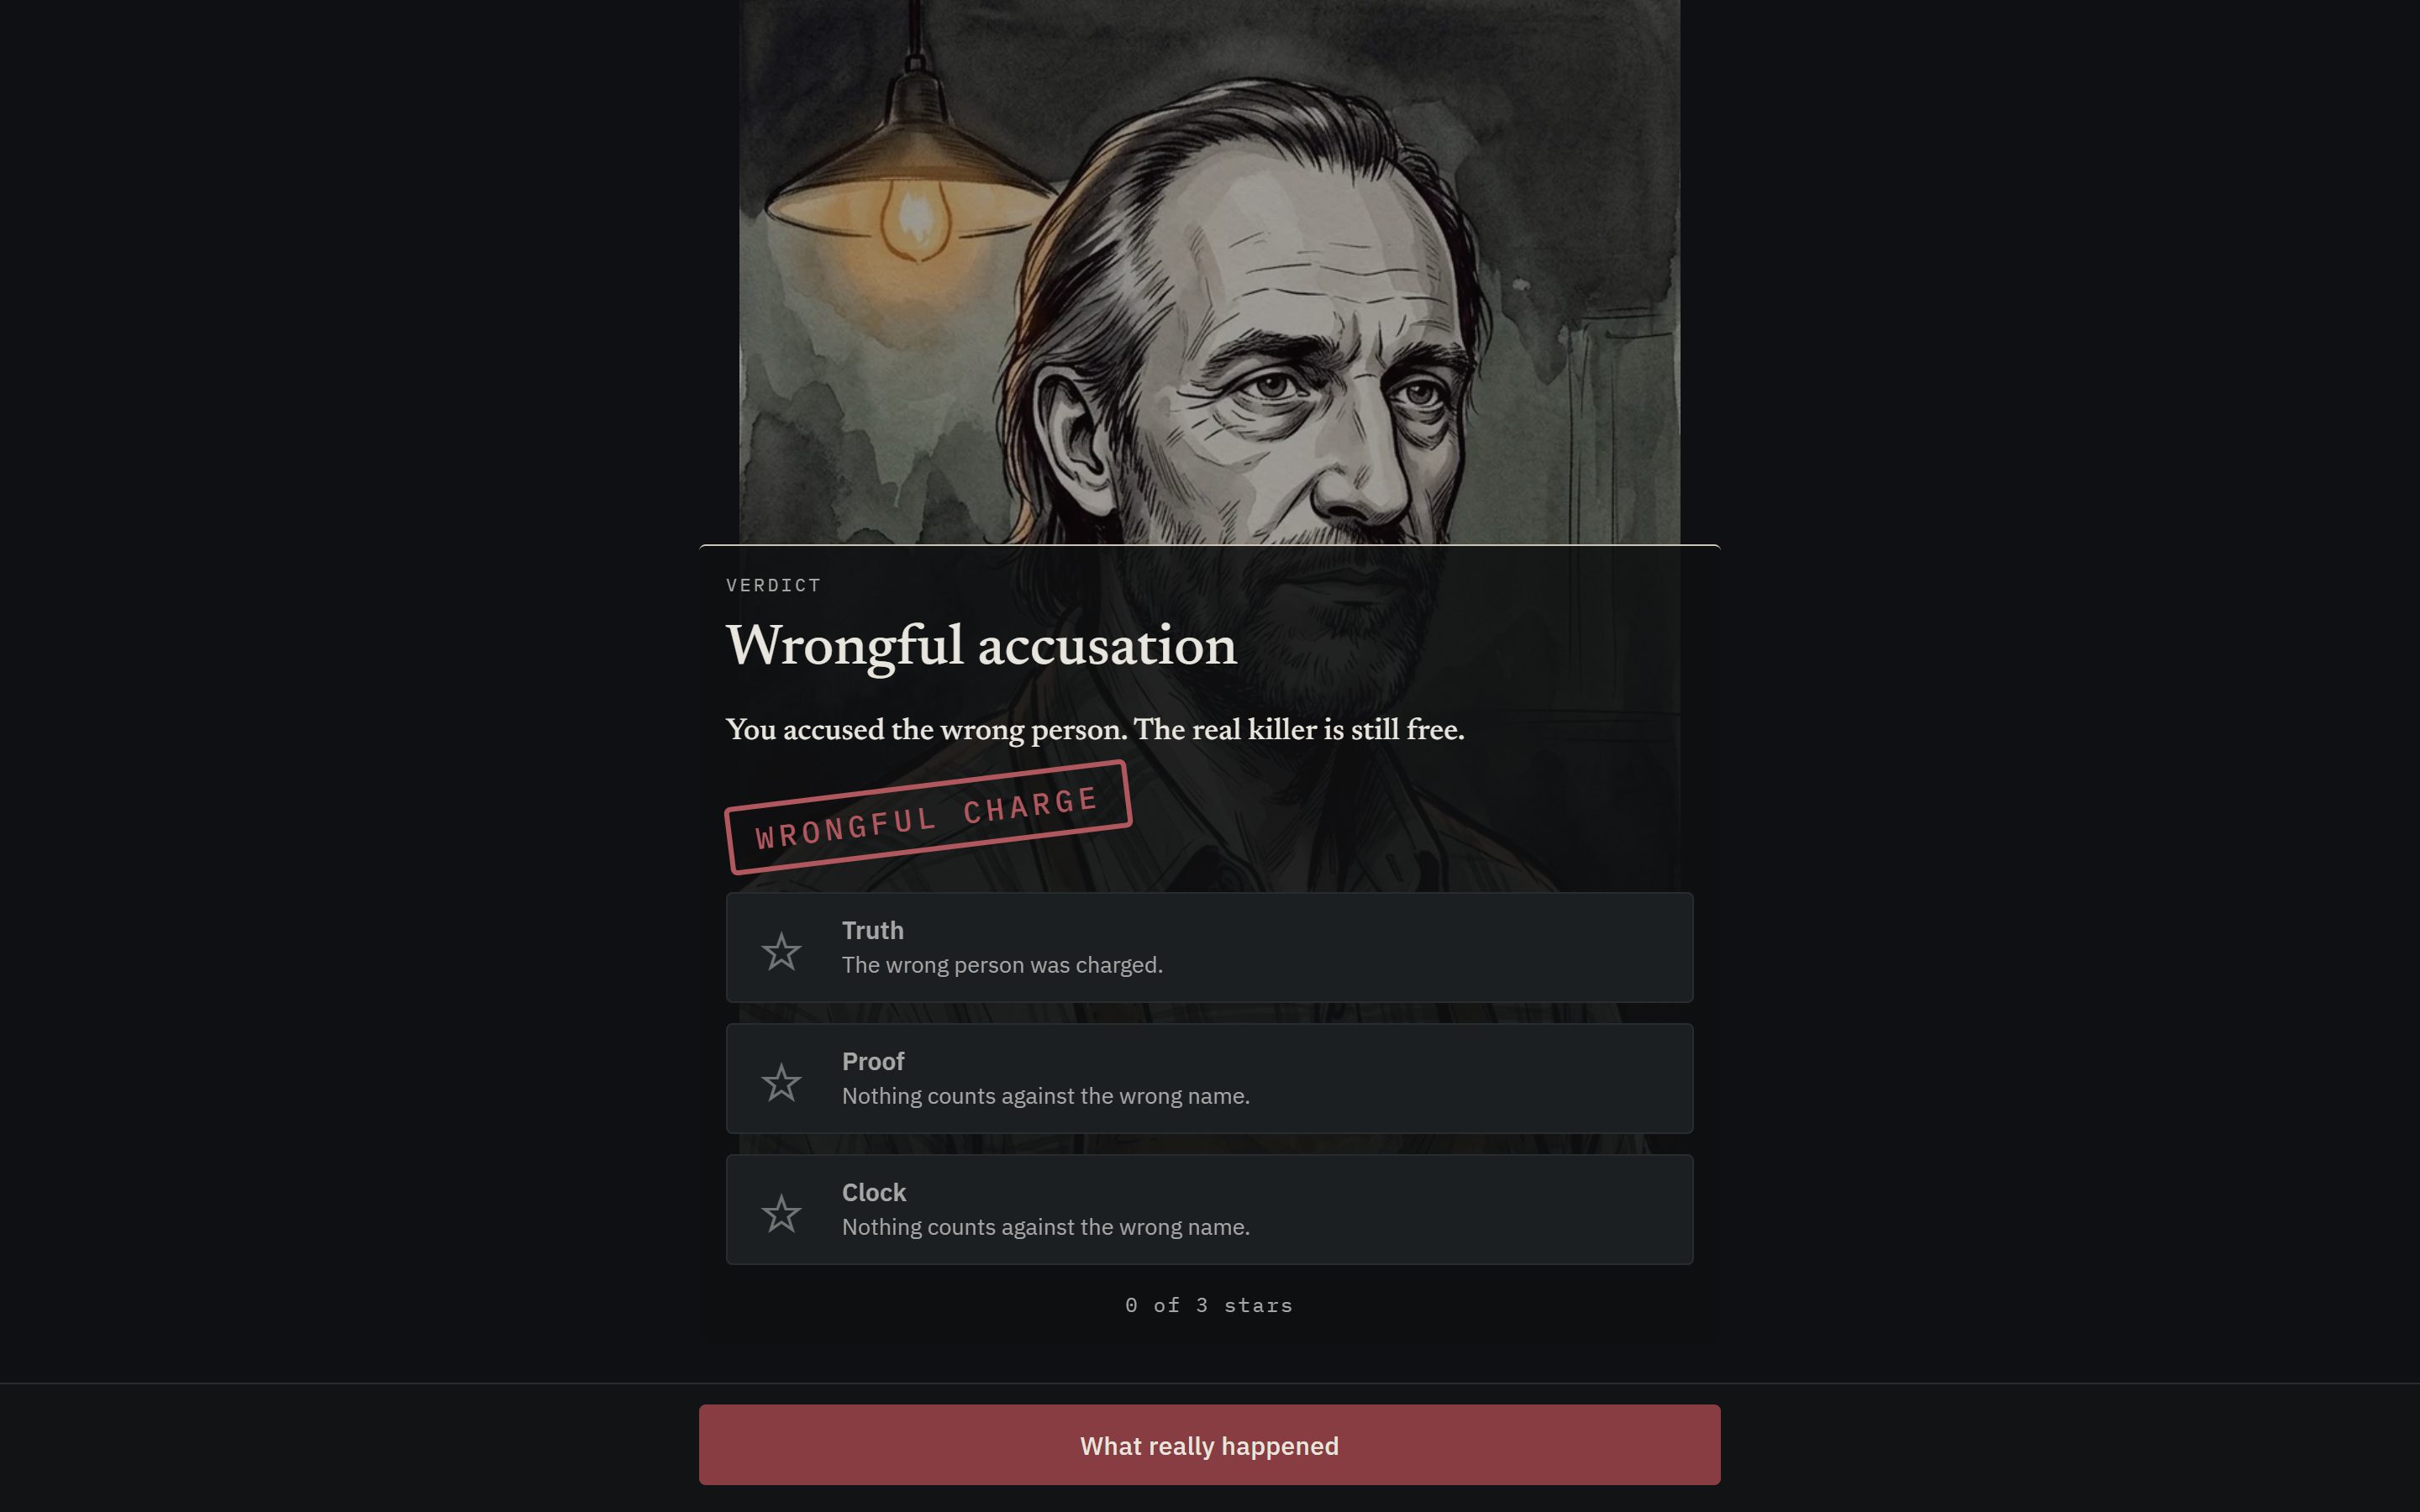 VERDICT
Wrongful accusation
You accused the wrong person. The real killer is still free.
WRONGFUL CHARGE
Truth
The wrong person was charged.
Proof
Nothing counts against the wrong name.
Clock
Nothing counts against the wrong name.
0 of 3 stars
What really happened